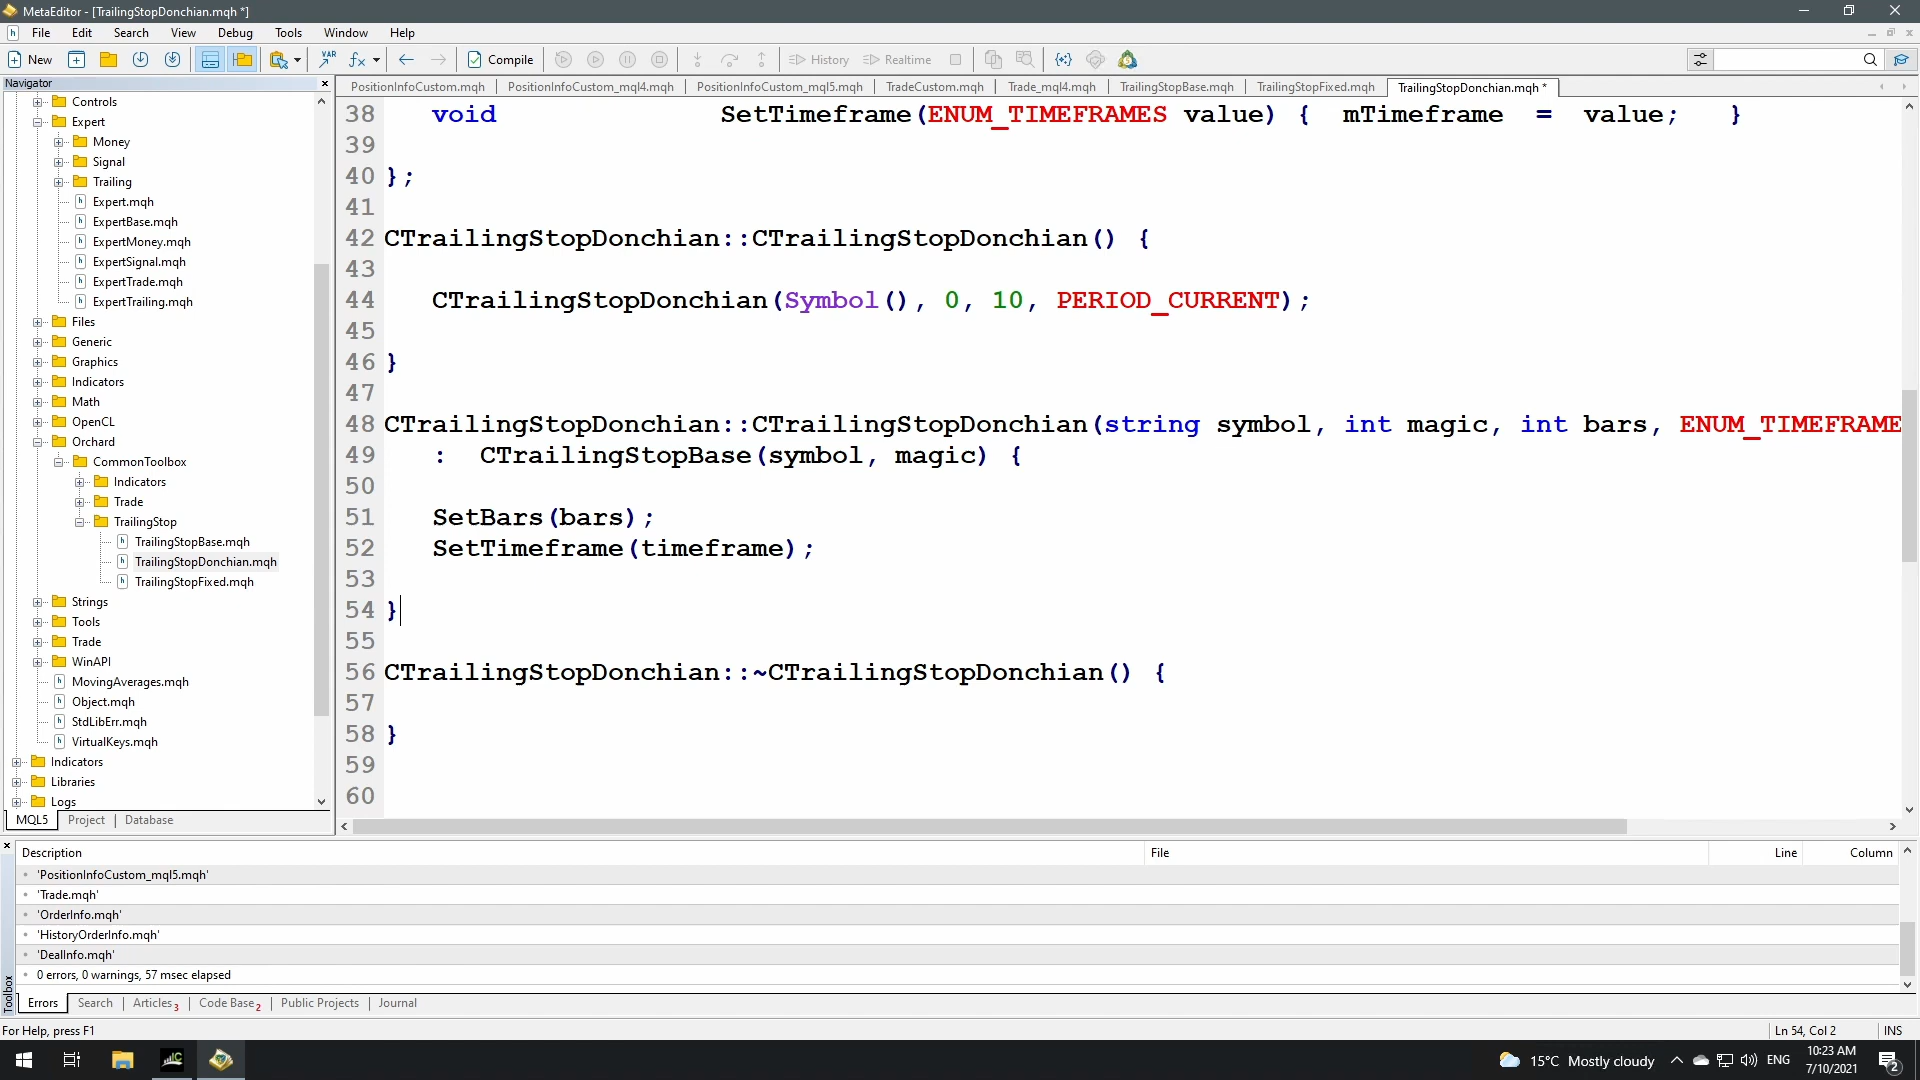 MetaEditor - [TrailingStopDonchian.mqh *]
File Edit Search View Debug Tools Window Help
New VAR Compile History Realtime
Navigator
PositionInfoCustom.mqh PositionInfoCustom_mql4.mqh PositionInfoCustom_mql5.mqh TradeCustom.mqh Trade_mql4.mqh TrailingStopBase.mqh TrailingStopFixed.mqh TrailingStopDonchian.mqh *
Controls
Expert
Money
Signal
Trailing
Expert.mqh
ExpertBase.mqh
ExpertMoney.mqh
ExpertSignal.mqh
ExpertTrade.mqh
ExpertTrailing.mqh
Files
Generic
Graphics
Indicators
Math
OpenCL
Orchard
CommonToolbox
Indicators
Trade
TrailingStop
TrailingStopBase.mqh
TrailingStopDonchian.mqh
TrailingStopFixed.mqh
Strings
Tools
Trade
WinAPI
MovingAverages.mqh
Object.mqh
StdLibErr.mqh
VirtualKeys.mqh
Indicators
Libraries
Logs
MQL5 Project Database
38 void SetTimeframe(ENUM_TIMEFRAMES value) { mTimeframe = value; }
39
40 };
41
42 CTrailingStopDonchian::CTrailingStopDonchian() {
43
44 CTrailingStopDonchian(Symbol(), 0, 10, PERIOD_CURRENT);
45
46 }
47
48 CTrailingStopDonchian::CTrailingStopDonchian(string symbol, int magic, int bars, ENUM_TIMEFRAME
49 : CTrailingStopBase(symbol, magic) {
50
51 SetBars(bars);
52 SetTimeframe(timeframe);
53
54 }
55
56 CTrailingStopDonchian::~CTrailingStopDonchian() {
57
58 }
59
60
Description File Line Column
'PositionInfoCustom_mql5.mqh'
'Trade.mqh'
'OrderInfo.mqh'
'HistoryOrderInfo.mqh'
'DealInfo.mqh'
0 errors, 0 warnings, 57 msec elapsed
Toolbox
Errors Search Articles 3 Code Base 2 Public Projects Journal
For Help, press F1 Ln 54, Col 2 INS
15°C Mostly cloudy ENG 10:23 AM
7/10/2021
2